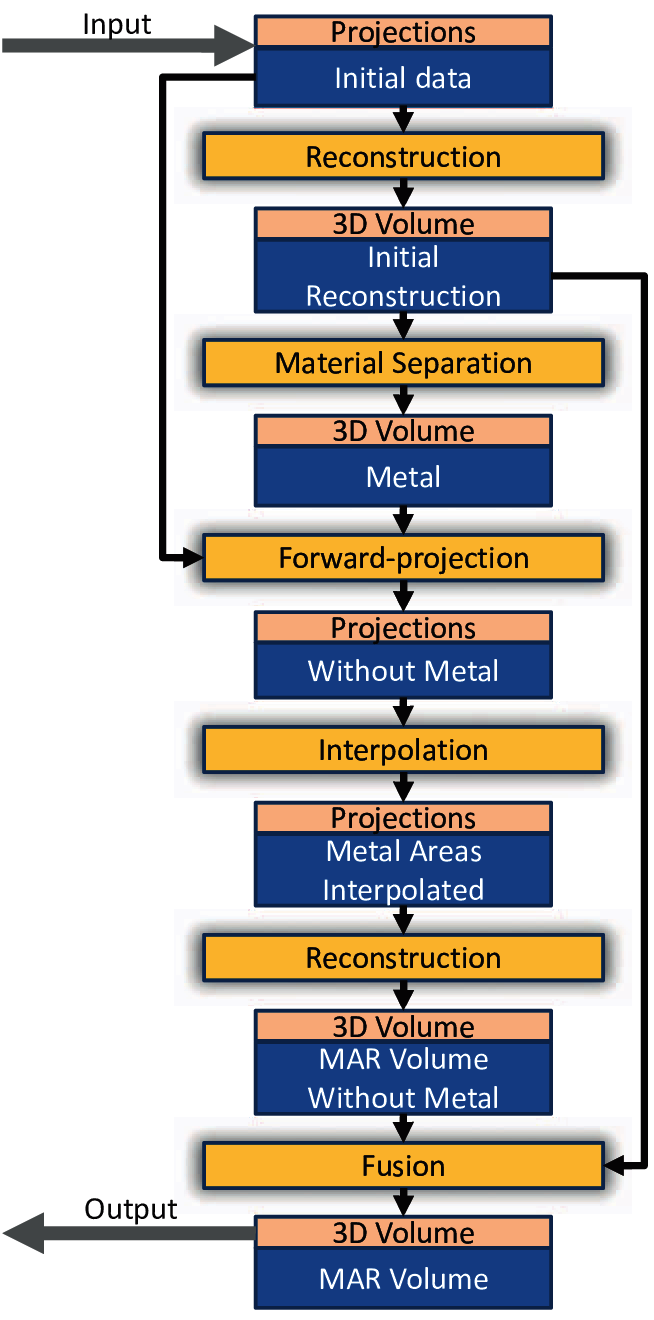 Input
Projections
Initial data
Reconstruction
3D Volume
Initial
Reconstruction
Material Separation
3D Volume
Metal
Forward-projection
Projections
Without Metal
Interpolation
Projections
Metal Areas
Interpolated
Reconstruction
3D Volume
MAR Volume
Without Metal
Fusion
Output
3D Volume
MAR Volume